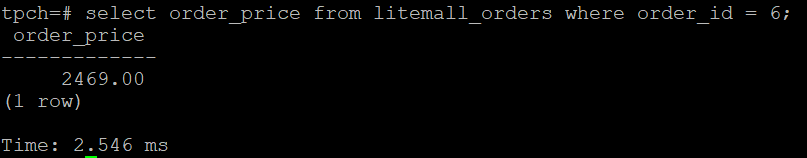 tpch=# select order_price from litemall_orders where order_id = 6;
 order_price
-------------
     2469.00
(1 row)

Time: 2.546 ms